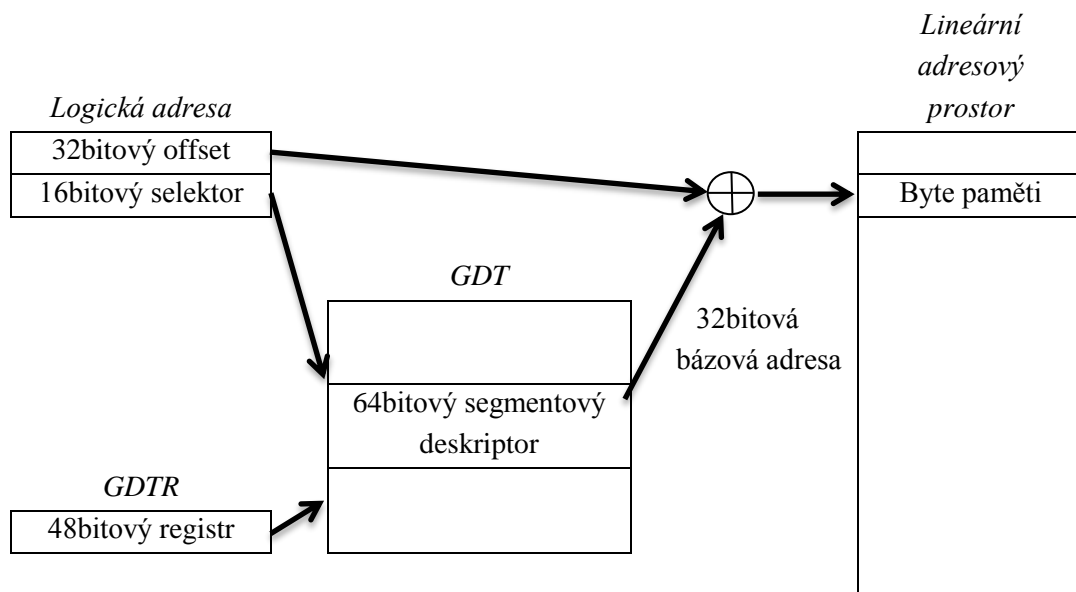 Lineární
adresový
prostor
Logická adresa
32bitový offset
16bitový selektor
Byte paměti
GDT
32bitová
bázová adresa
64bitový segmentový
deskriptor
GDTR
48bitový registr